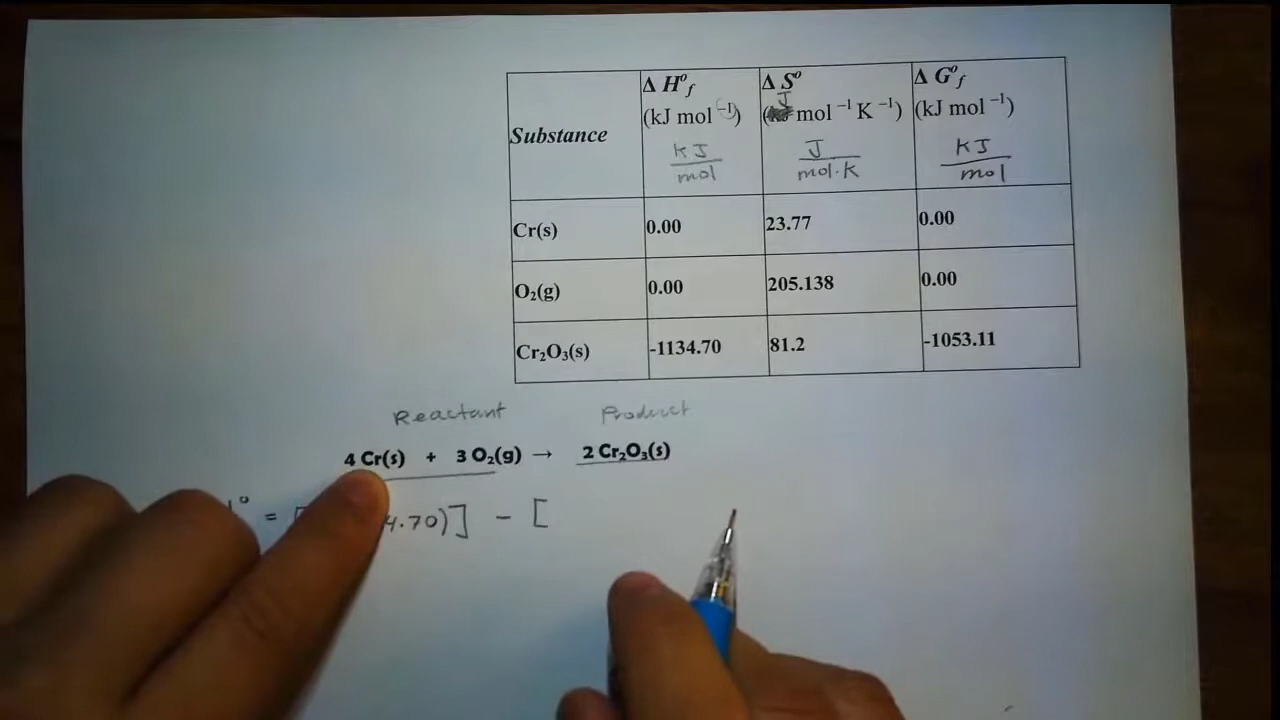 Substance Δ H°f (kJ mol⁻¹) kJ/mol Δ S° (J mol⁻¹ K⁻¹) J/mol·K Δ G°f (kJ mol⁻¹) kJ/mol
Cr(s) 0.00 23.77 0.00
O₂(g) 0.00 205.138 0.00
Cr₂O₃(s) -1134.70 81.2 -1053.11
Reactant Product
4 Cr(s) + 3 O₂(g) → 2 Cr₂O₃(s)
° = [ 4.70)] - [